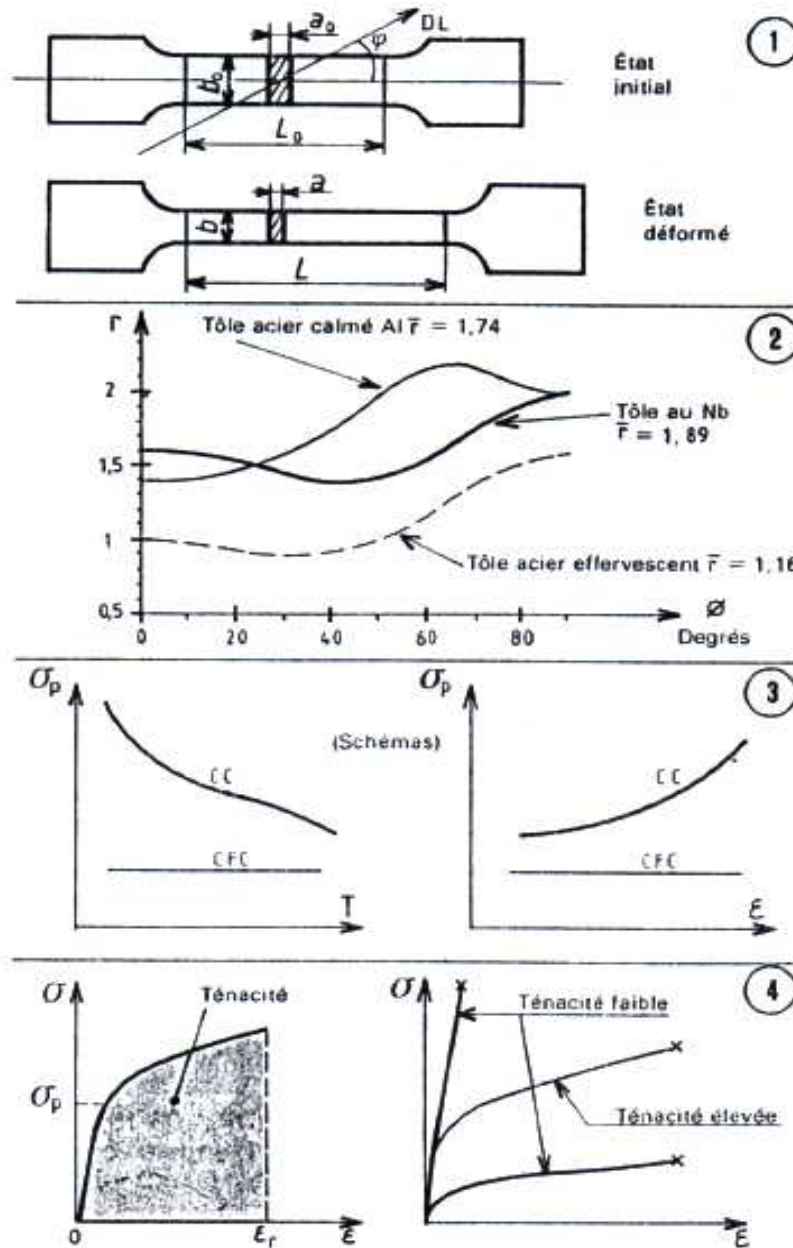 a₀
DL
φ
1
b₀
État
initial
L₀
a
b
État
déformé
L
r
Tôle acier calmé Al r̅ = 1,74
2
2
Tôle au Nb
r̅ = 1,89
1,5
1
Tôle acier effervescent r̅ = 1,16
0,5
0
20
40
60
80
Ø
Degrés
σp
σp
3
(Schémas)
CC
CC
CFC
CFC
T
ε
σ
Ténacité
σ
Ténacité faible
4
σp
Ténacité élevée
0
εr
ε
ε